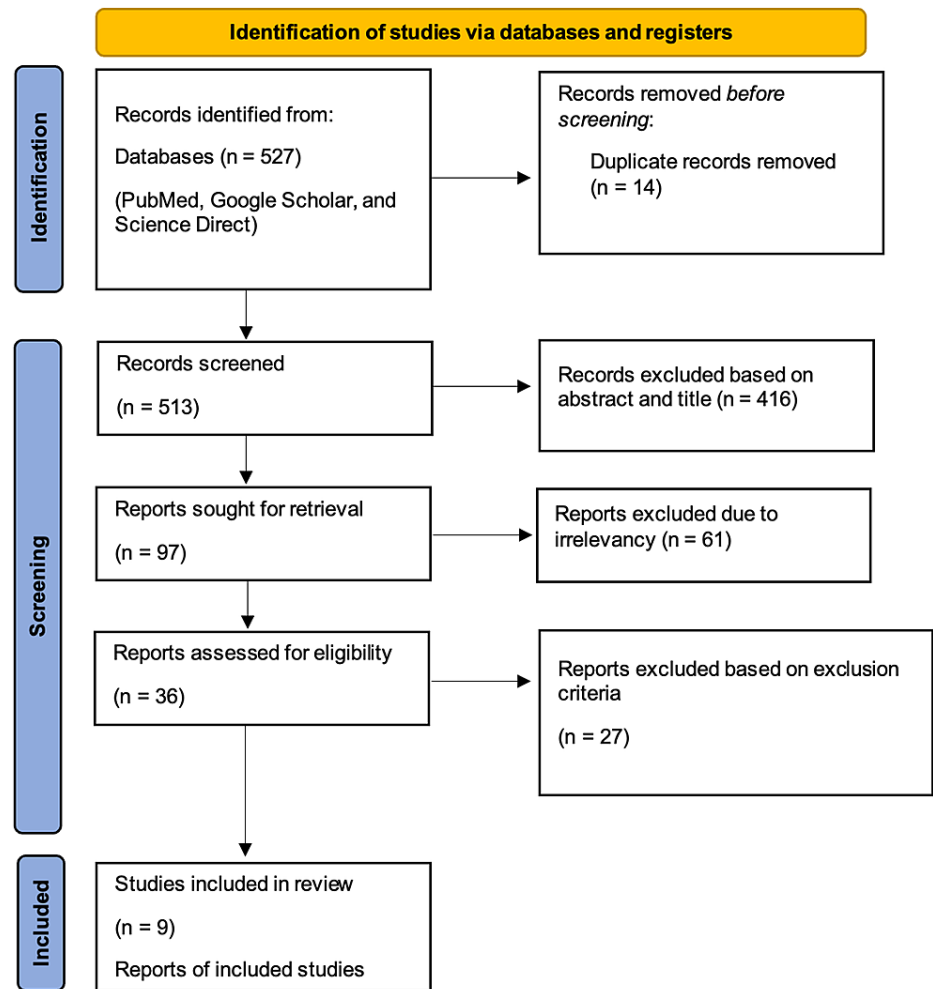 Identification of studies via databases and registers
Identification
Records identified from:
Databases (n = 527)
(PubMed, Google Scholar, and
Science Direct)
Records removed before
screening:
Duplicate records removed
(n = 14)
Screening
Records screened
(n = 513)
Records excluded based on
abstract and title (n = 416)
Reports sought for retrieval
(n = 97)
Reports excluded due to
irrelevancy (n = 61)
Reports assessed for eligibility
(n = 36)
Reports excluded based on exclusion
criteria
(n = 27)
Included
Studies included in review
(n = 9)
Reports of included studies